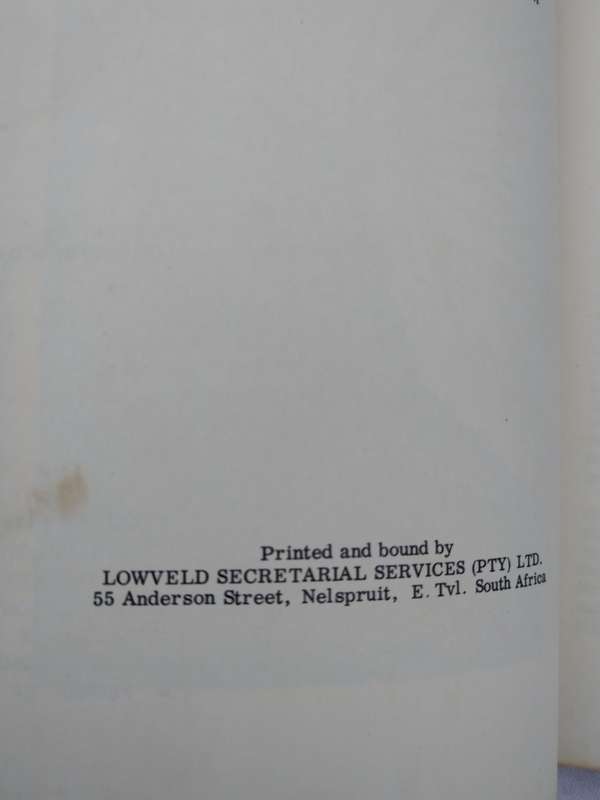 Printed and bound by
LOWVELD SECRETARIAL SERVICES (PTY) LTD.
55 Anderson Street, Nelspruit, E. Tvl. South Africa